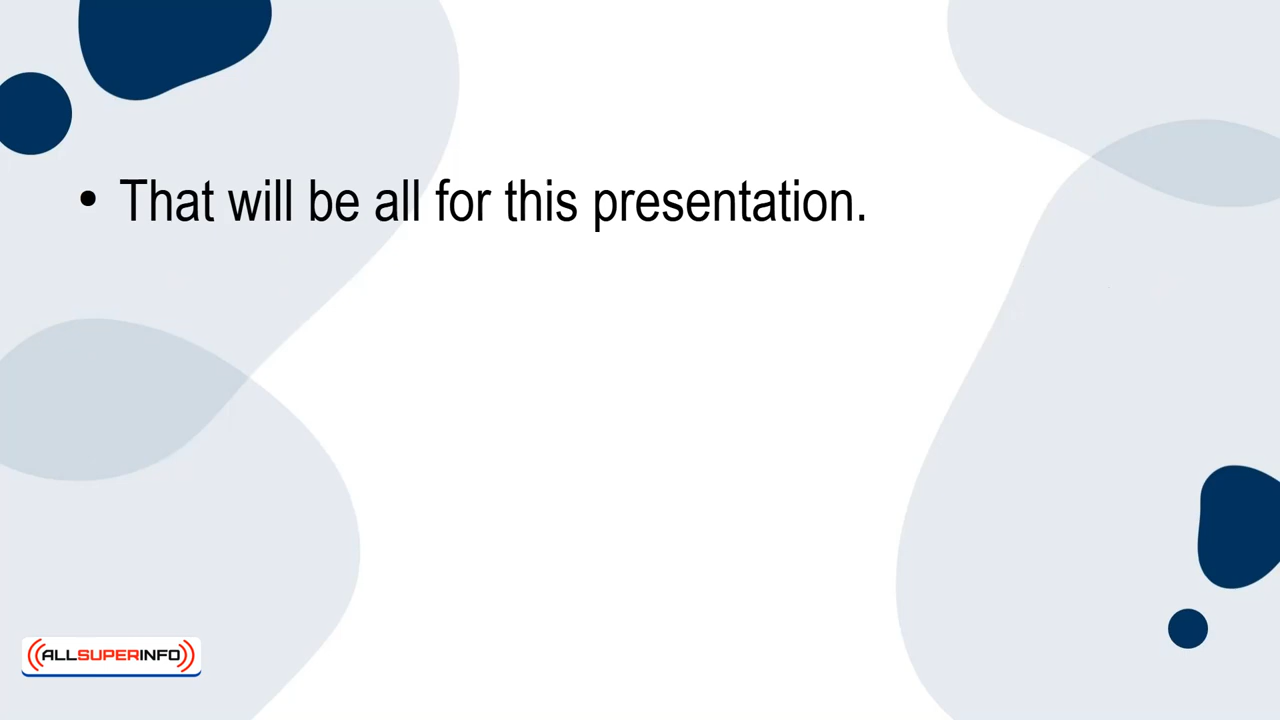 • That will be all for this presentation.
((ALLSUPERINFO))